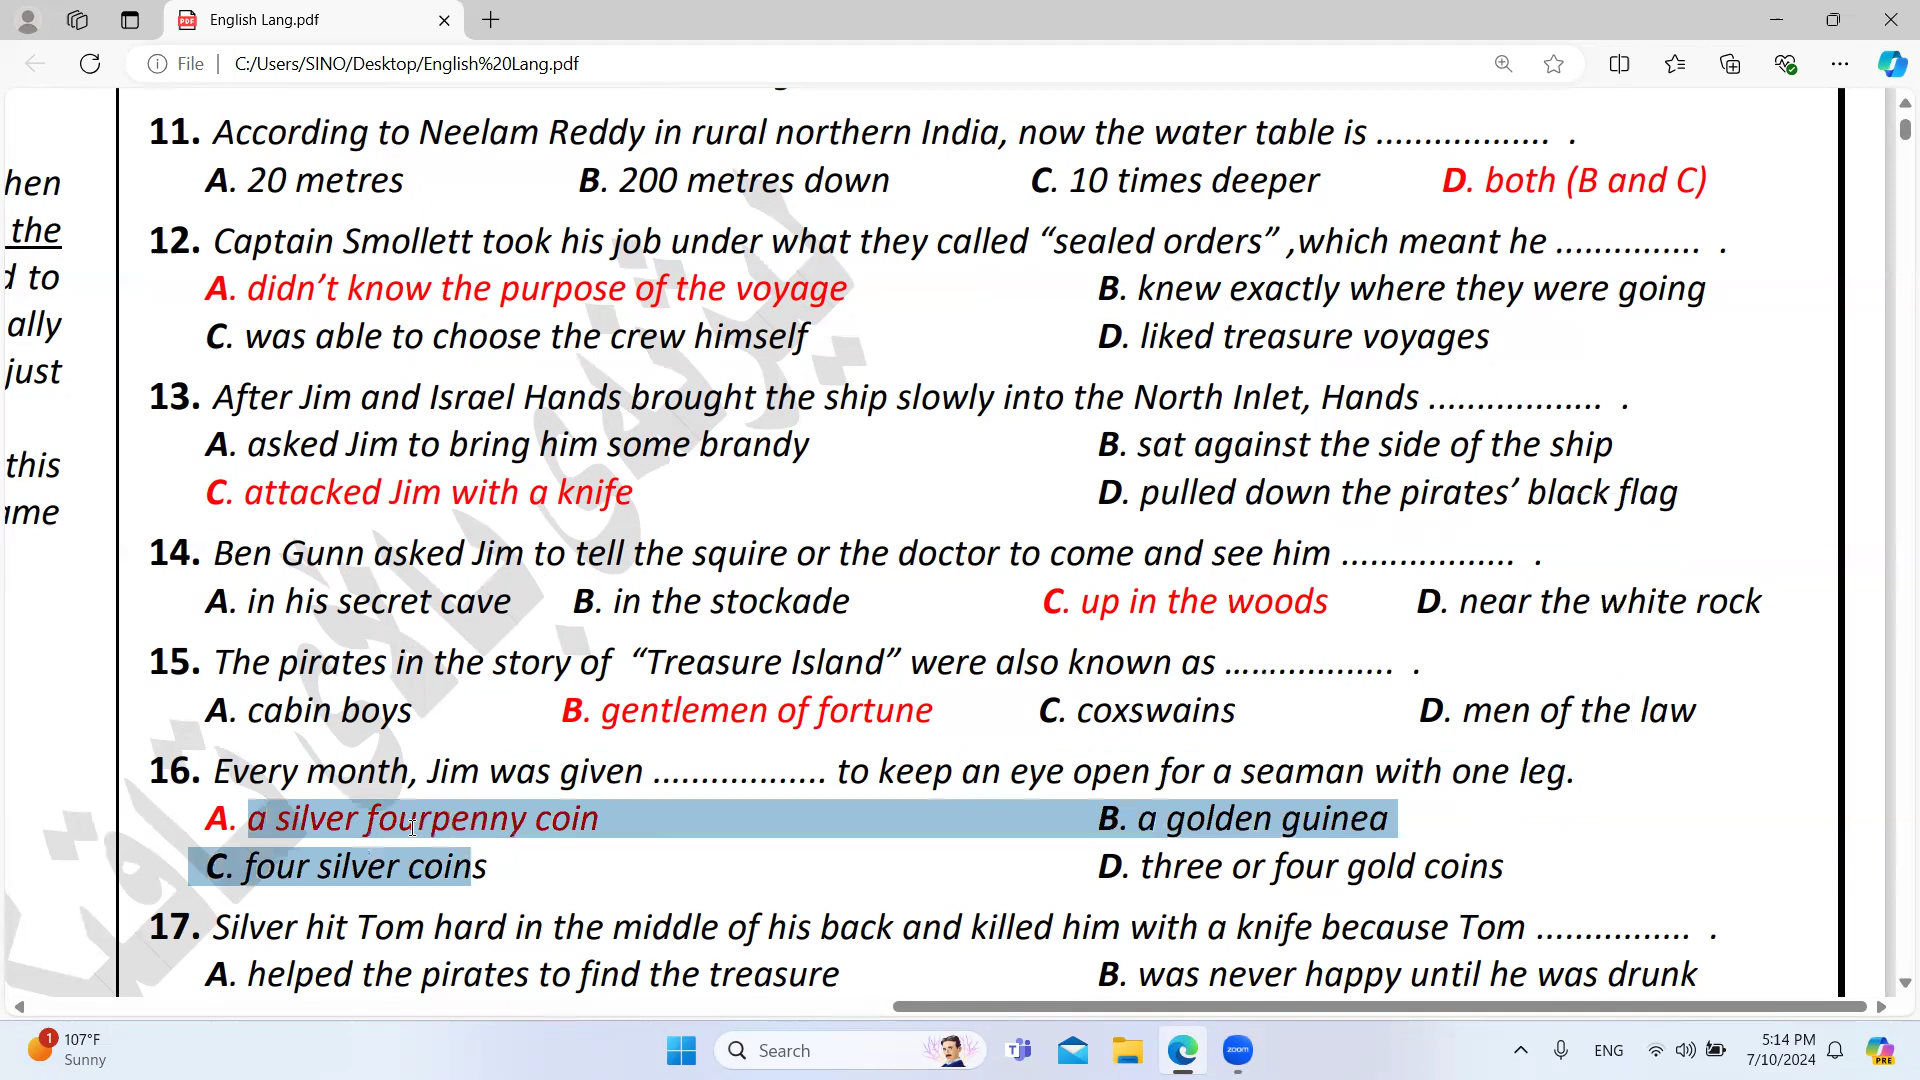 English Lang.pdf
File | C:/Users/SINO/Desktop/English%20Lang.pdf
11. According to Neelam Reddy in rural northern India, now the water table is .................. .
A. 20 metres B. 200 metres down C. 10 times deeper D. both (B and C)
12. Captain Smollett took his job under what they called “sealed orders” ,which meant he ............... .
A. didn’t know the purpose of the voyage B. knew exactly where they were going
C. was able to choose the crew himself D. liked treasure voyages
13. After Jim and Israel Hands brought the ship slowly into the North Inlet, Hands .................. .
A. asked Jim to bring him some brandy B. sat against the side of the ship
C. attacked Jim with a knife D. pulled down the pirates’ black flag
14. Ben Gunn asked Jim to tell the squire or the doctor to come and see him .................. .
A. in his secret cave B. in the stockade C. up in the woods D. near the white rock
15. The pirates in the story of “Treasure Island” were also known as .................. .
A. cabin boys B. gentlemen of fortune C. coxswains D. men of the law
16. Every month, Jim was given .................. to keep an eye open for a seaman with one leg.
A. a silver fourpenny coin B. a golden guinea
C. four silver coins D. three or four gold coins
17. Silver hit Tom hard in the middle of his back and killed him with a knife because Tom ................ .
A. helped the pirates to find the treasure B. was never happy until he was drunk
the
to
ally
just
this
1
107°F
Sunny
Search
zoom
ENG
5:14 PM
7/10/2024
PRE